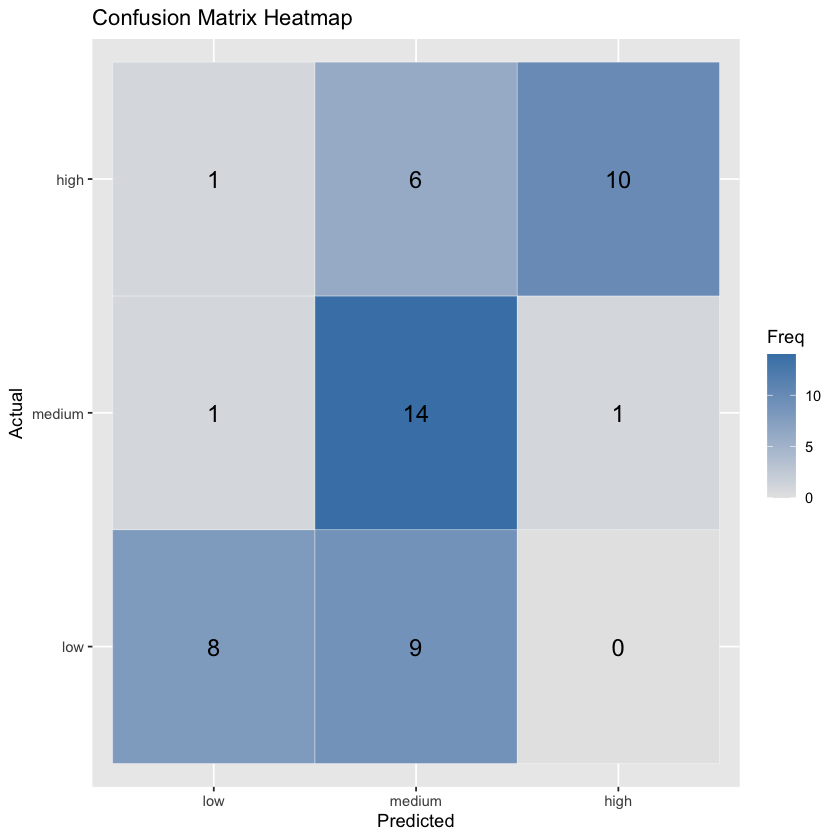 Confusion Matrix Heatmap
high
1
6
10
Actual
medium
1
14
1
low
8
9
0
low
medium
high
Predicted
Freq
10
5
0